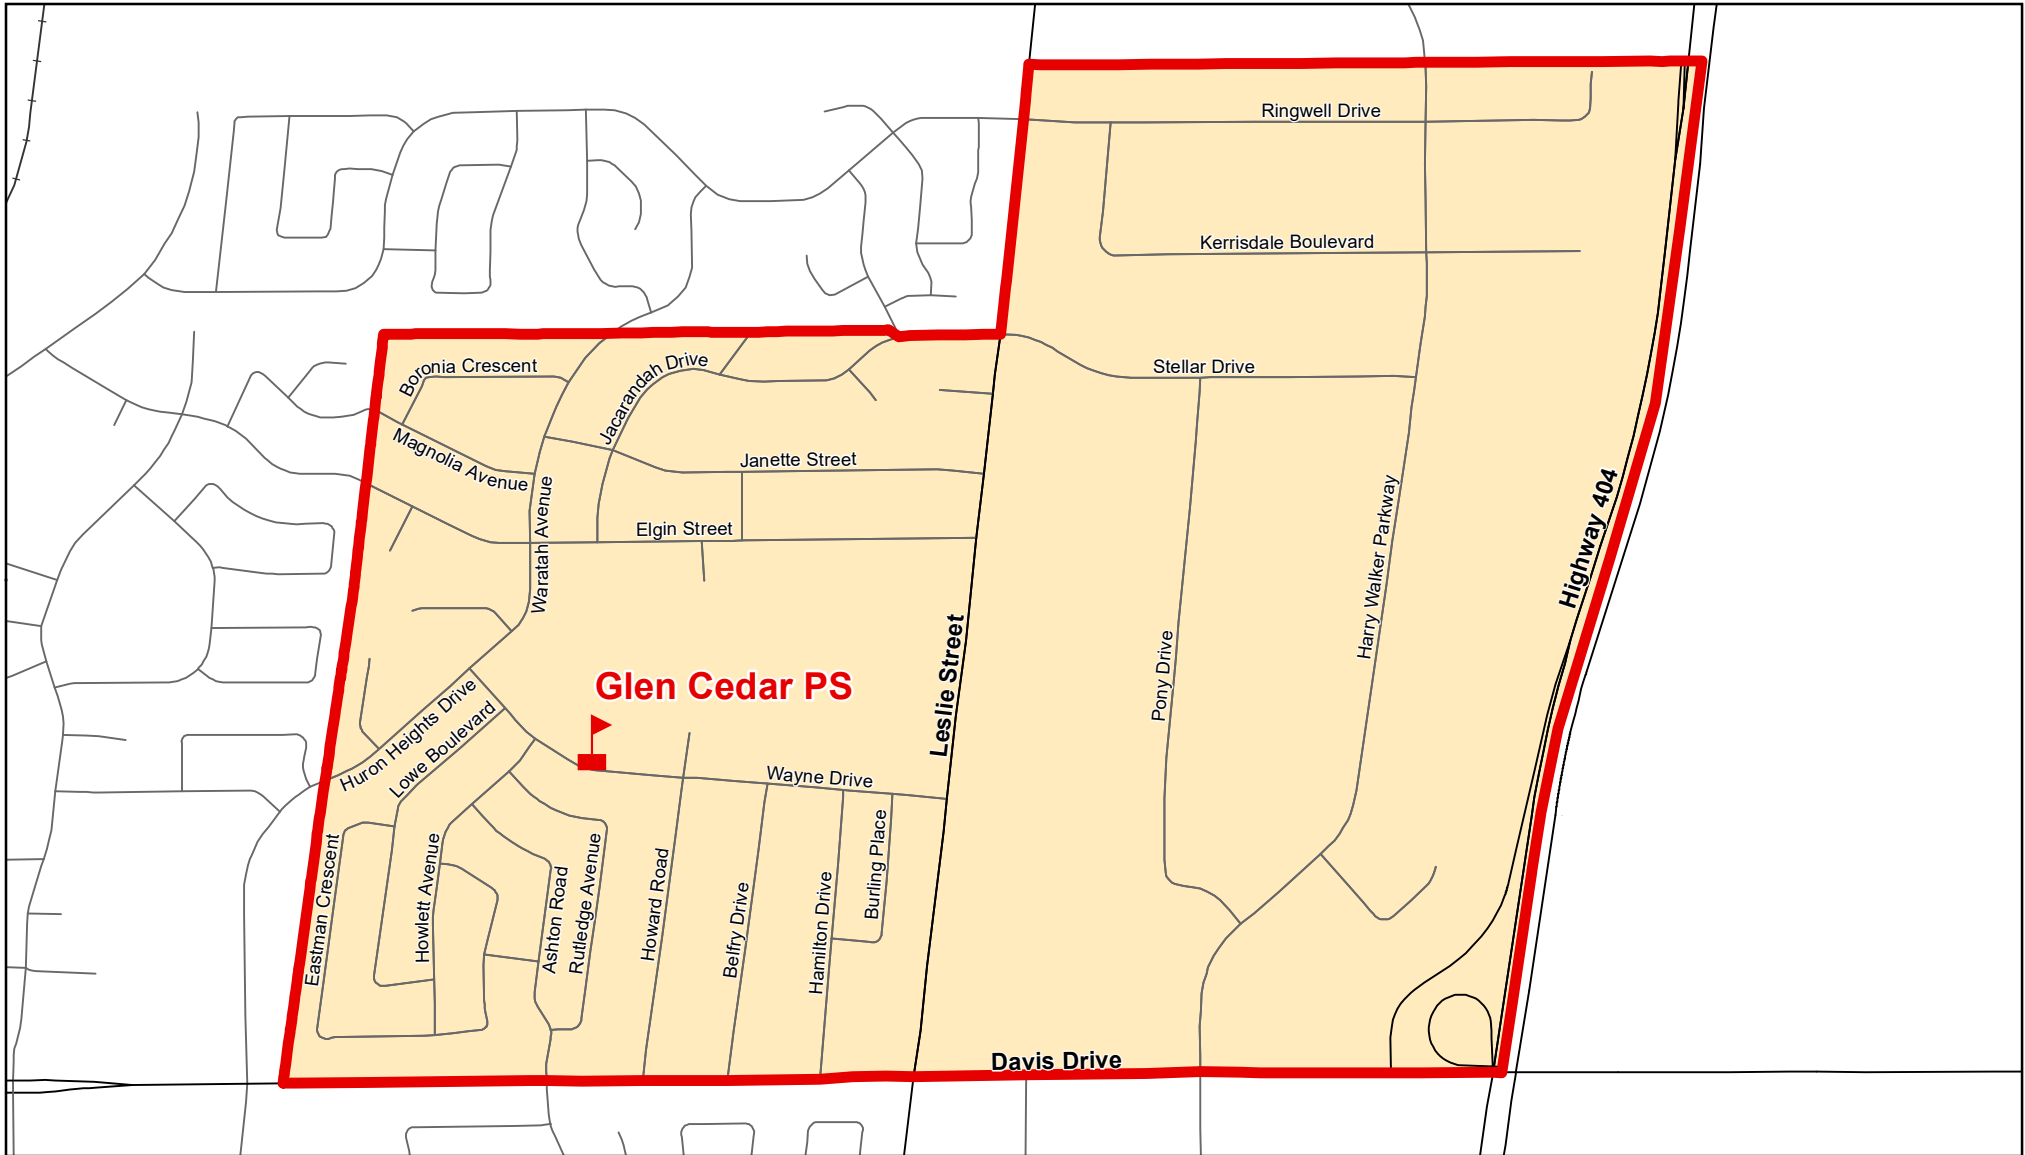 Ringwell Drive
Kerrisdale Boulevard
Boronia Crescent
Jacarandah Drive
Stellar Drive
Magnolia Avenue
Janette Street
Waratah Avenue
Elgin Street
Harry Walker Parkway
Highway 404
Leslie Street
Pony Drive
Glen Cedar PS
Huron Heights Drive
Lowe Boulevard
Wayne Drive
Eastman Crescent
Howlett Avenue
Ashton Road
Rutledge Avenue
Howard Road
Belfry Drive
Hamilton Drive
Burling Place
Davis Drive